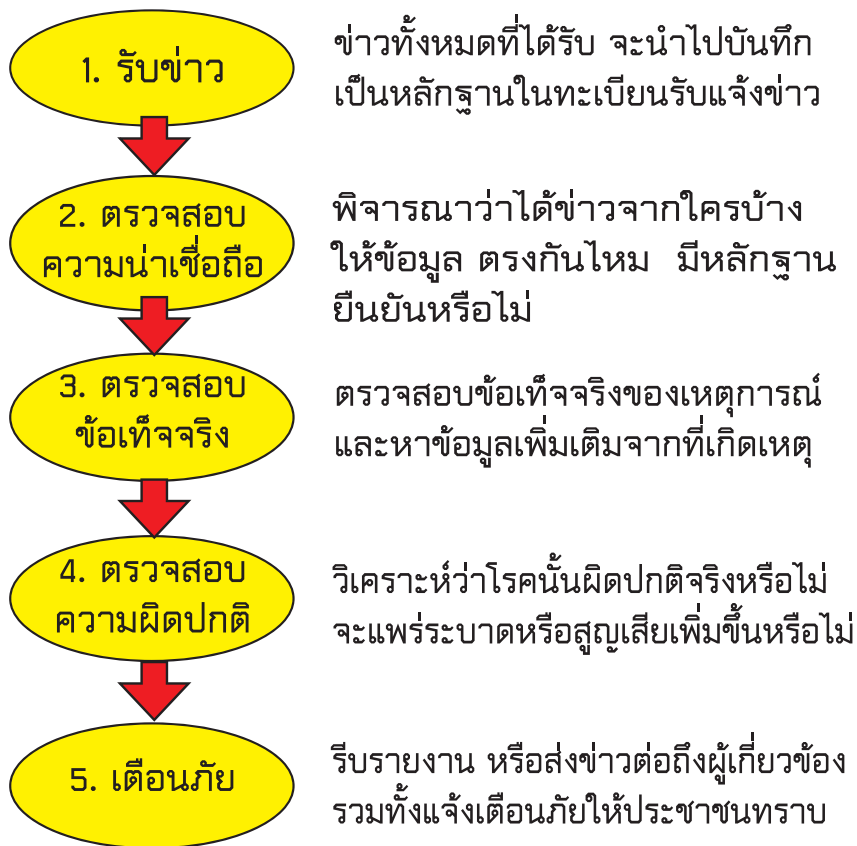 1. รับข่าว
ข่าวทั้งหมดที่ได้รับ จะนำไปบันทึก
เป็นหลักฐานในทะเบียนรับแจ้งข่าว
2. ตรวจสอบ
ความน่าเชื่อถือ
พิจารณาว่าได้ข่าวจากใครบ้าง
ให้ข้อมูล ตรงกันไหม มีหลักฐาน
ยืนยันหรือไม่
3. ตรวจสอบ
ข้อเท็จจริง
ตรวจสอบข้อเท็จจริงของเหตุการณ์
และหาข้อมูลเพิ่มเติมจากที่เกิดเหตุ
4. ตรวจสอบ
ความผิดปกติ
วิเคราะห์ว่าโรคนั้นผิดปกติจริงหรือไม่
จะแพร่ระบาดหรือสูญเสียเพิ่มขึ้นหรือไม่
5. เตือนภัย
รีบรายงาน หรือส่งข่าวต่อถึงผู้เกี่ยวข้อง
รวมทั้งแจ้งเตือนภัยให้ประชาชนทราบ